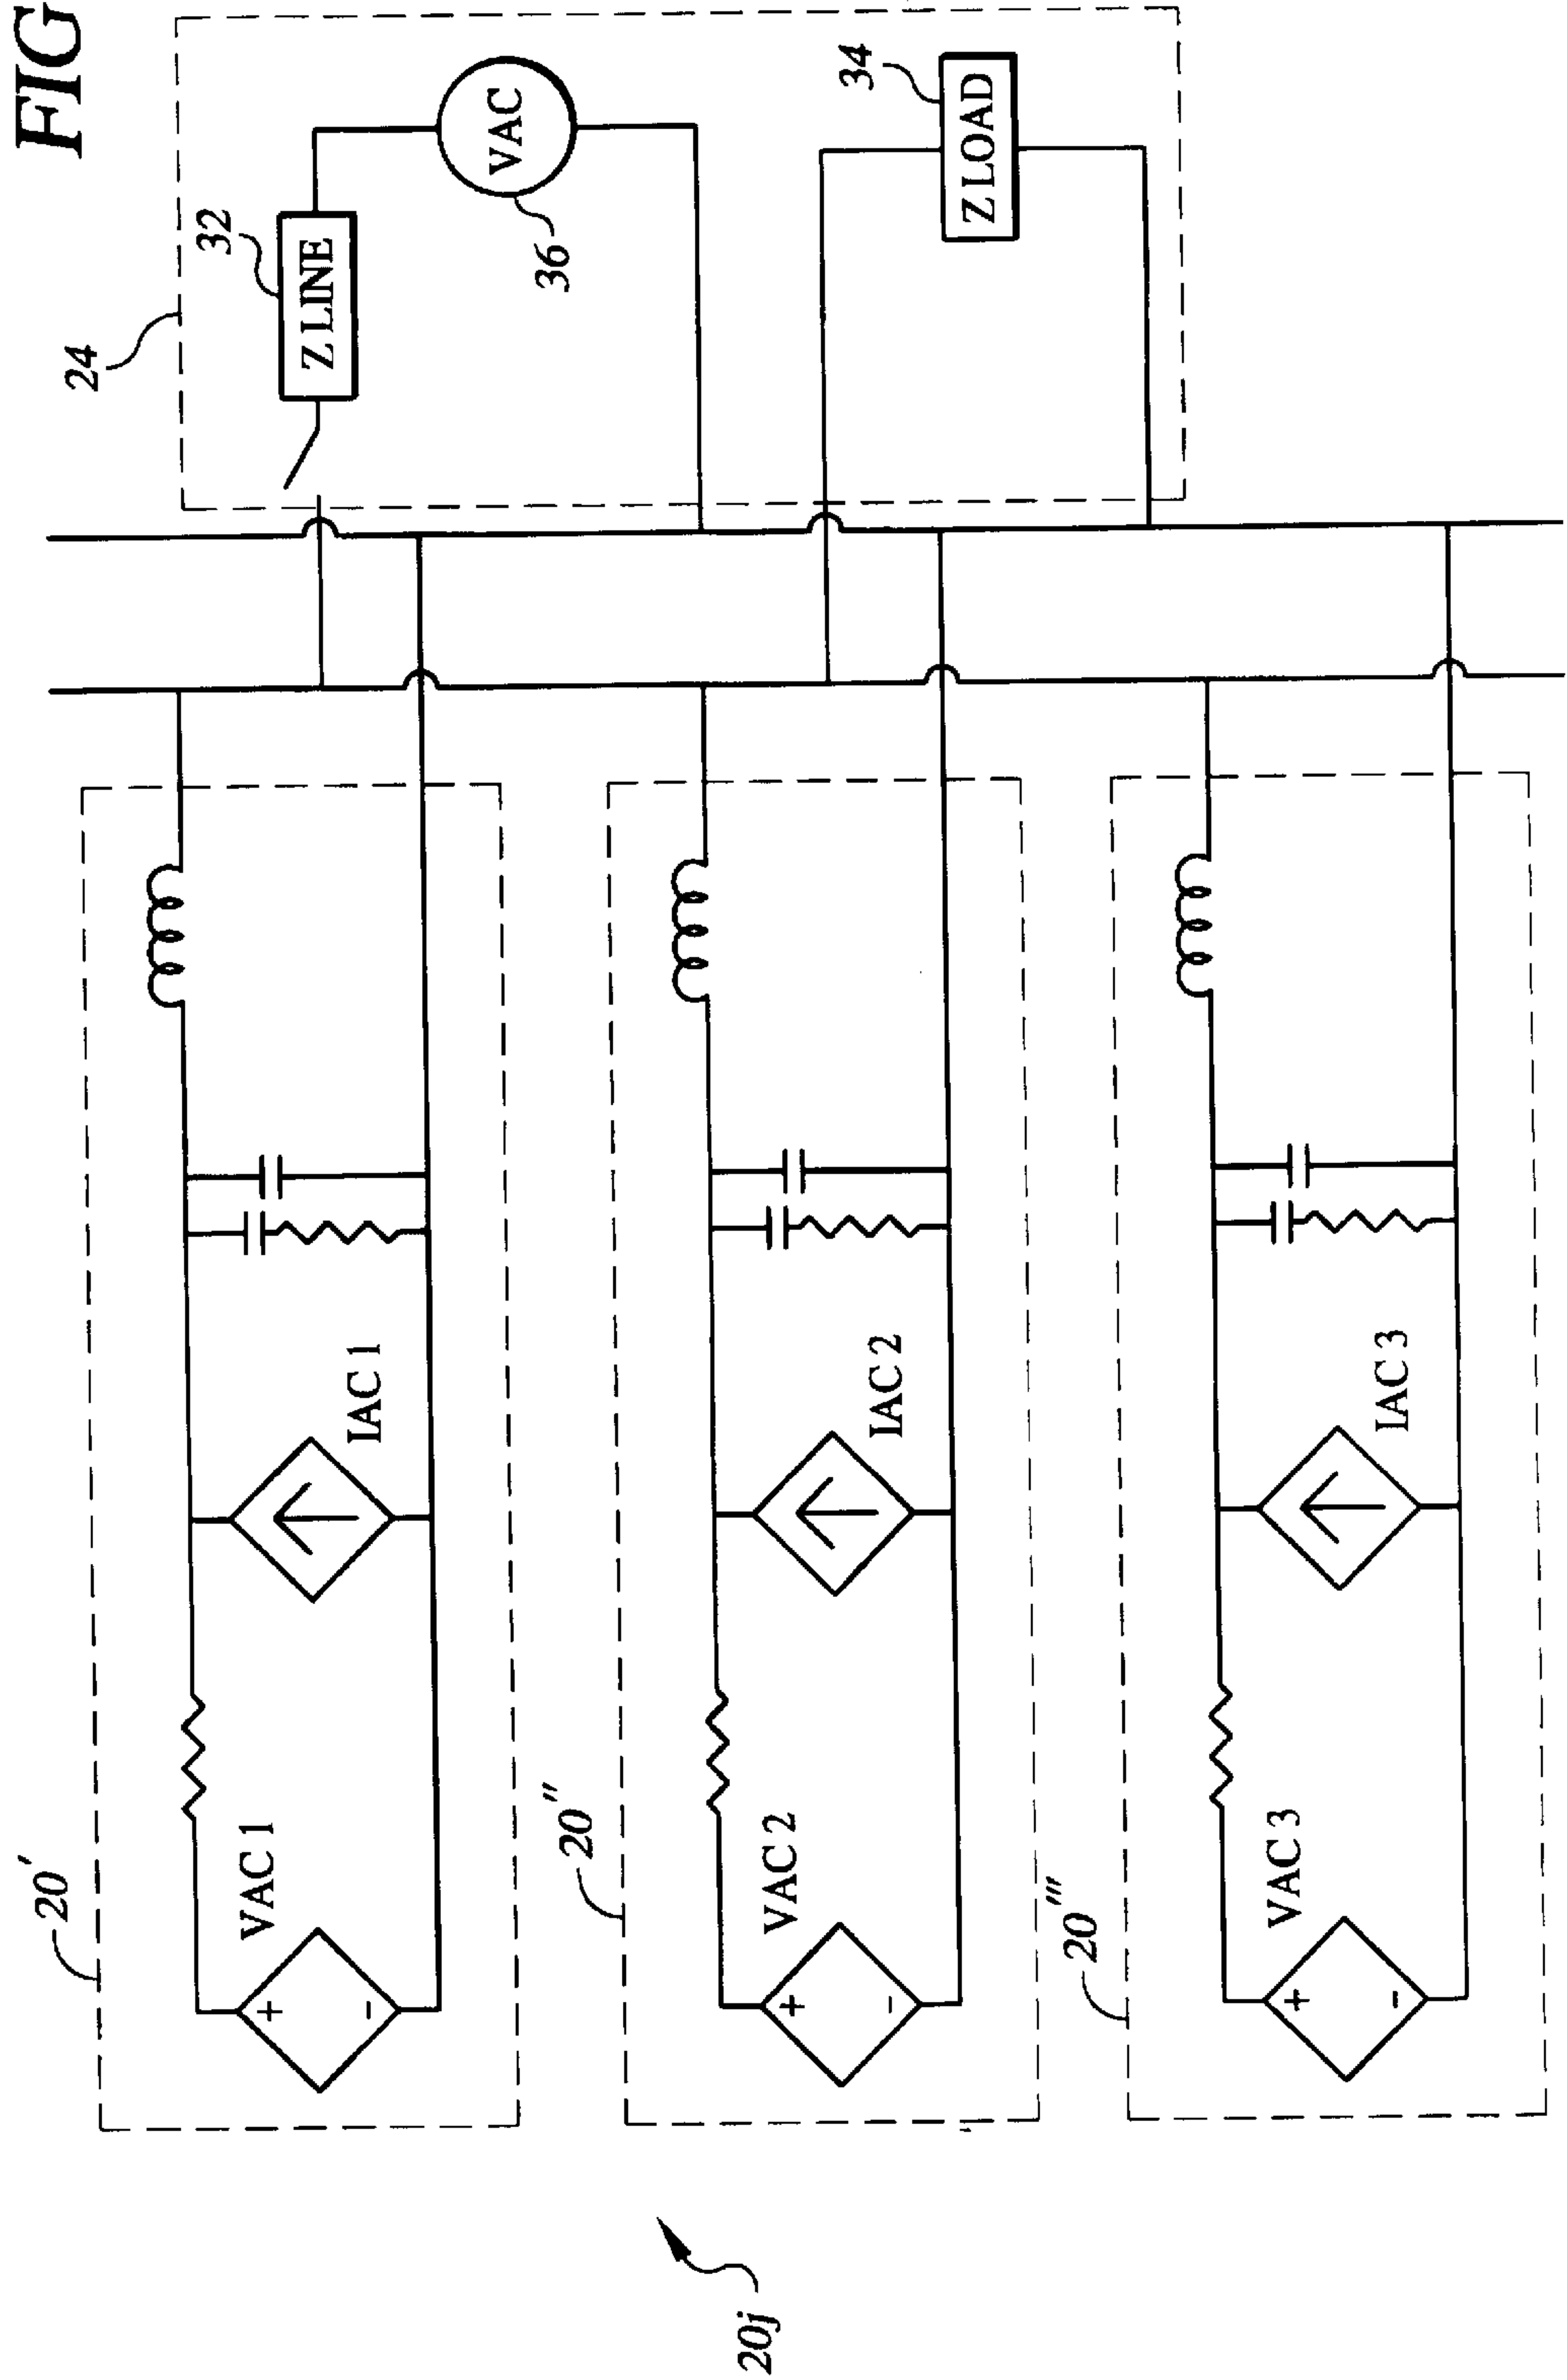 FIG
24
32
Z LINE
VAC
36
34
Z LOAD
20'
VAC 1
IAC 1
20''
VAC 2
IAC 2
20'''
VAC 3
IAC 3
20j